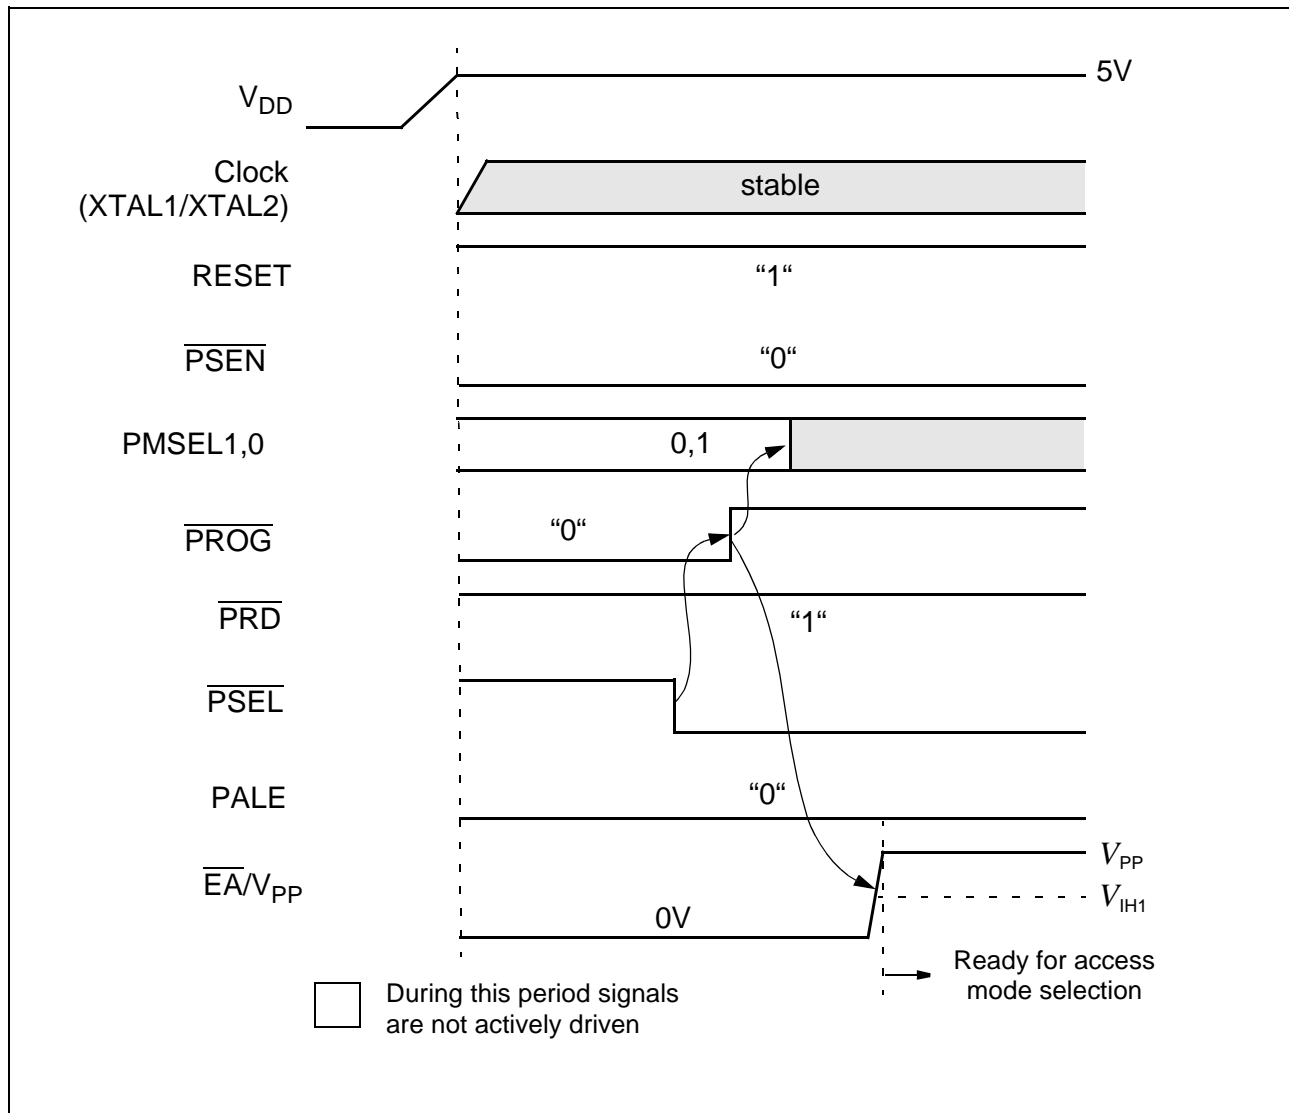 5V
VDD
Clock
(XTAL1/XTAL2)
stable
RESET
“1“
PSEN
“0“
PMSEL1,0
0,1
PROG
“0“
PRD
“1“
PSEL
PALE
“0“
EA/VPP
0V
VPP
VIH1
Ready for access
mode selection
During this period signals
are not actively driven